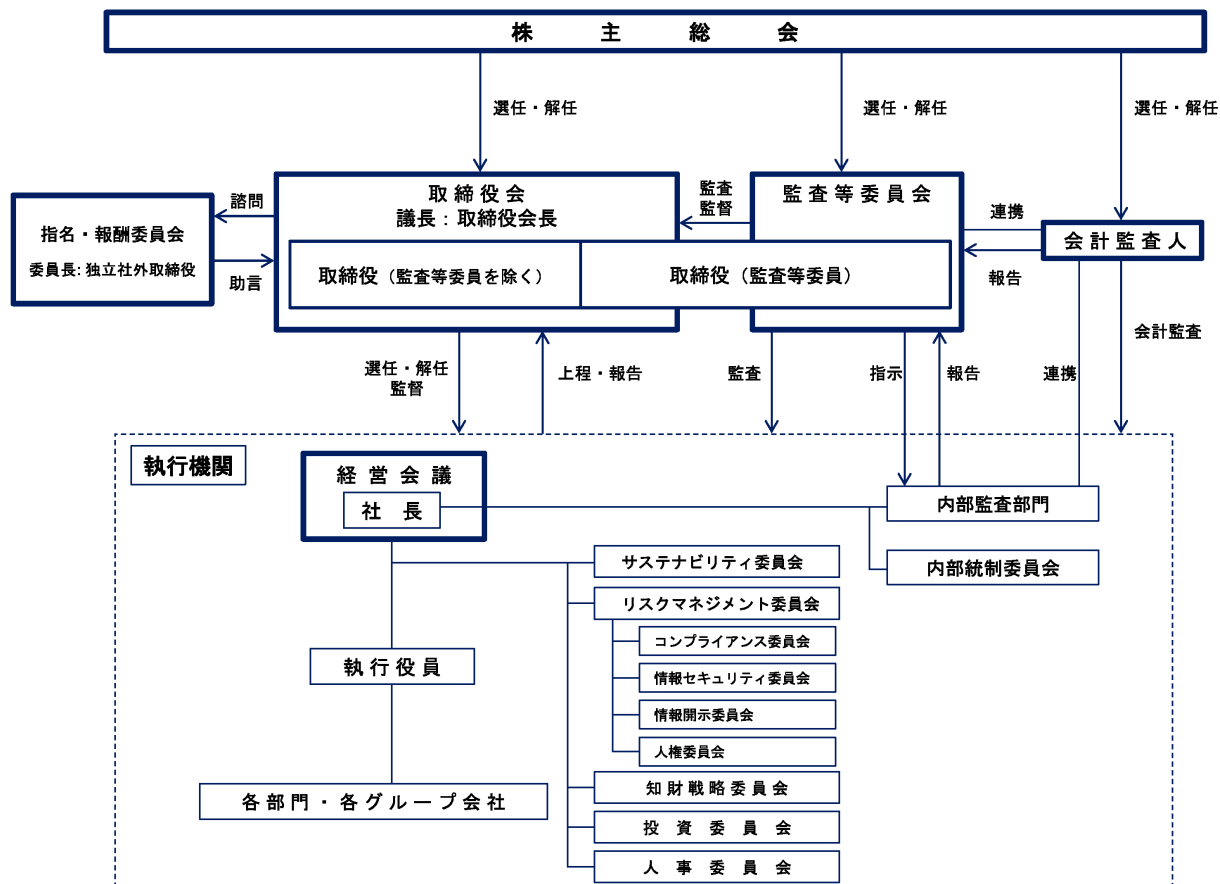 株主総会
選任・解任
選任・解任
選任・解任
取締役会
議長：取締役会長
監査等委員会
監査
監督
諮問
助言
指名・報酬委員会
委員長：独立社外取締役
連携
会計監査人
報告
取締役（監査等委員を除く）
取締役（監査等委員）
選任・解任
監督
上程・報告
監査
指示
報告
連携
会計監査
執行機関
経営会議
社長
内部監査部門
内部統制委員会
サステナビリティ委員会
リスクマネジメント委員会
コンプライアンス委員会
情報セキュリティ委員会
情報開示委員会
人権委員会
執行役員
各部門・各グループ会社
知財戦略委員会
投資委員会
人事委員会